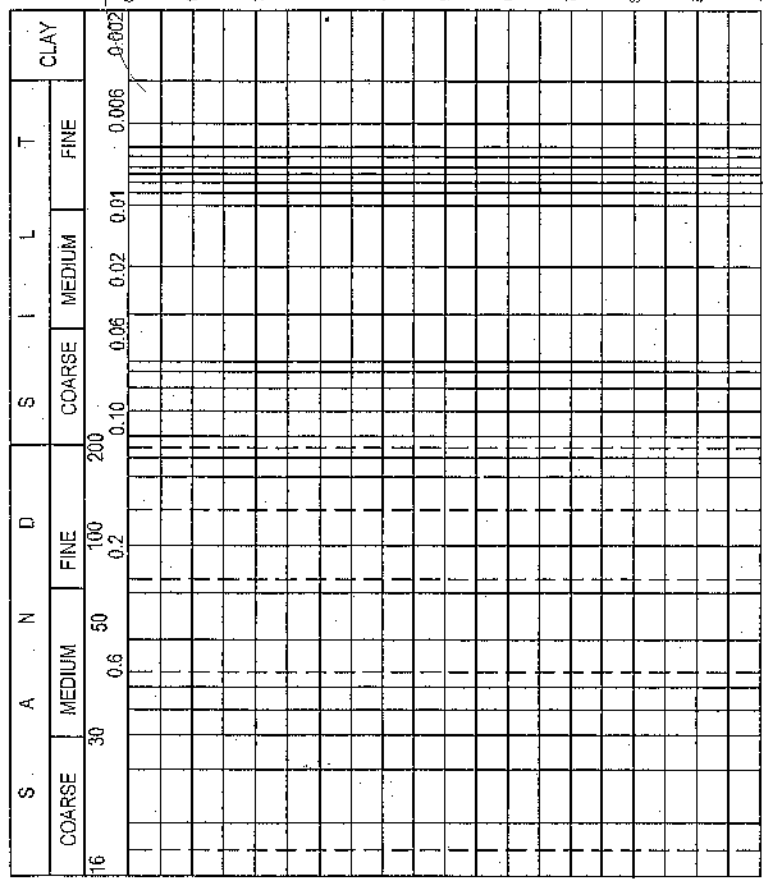 S A N D S I L T CLAY
COARSE MEDIUM FINE COARSE MEDIUM FINE
16 30 50 100 200
0.6 0.2 0.10 0.06 0.02 0.01 0.006 0.002